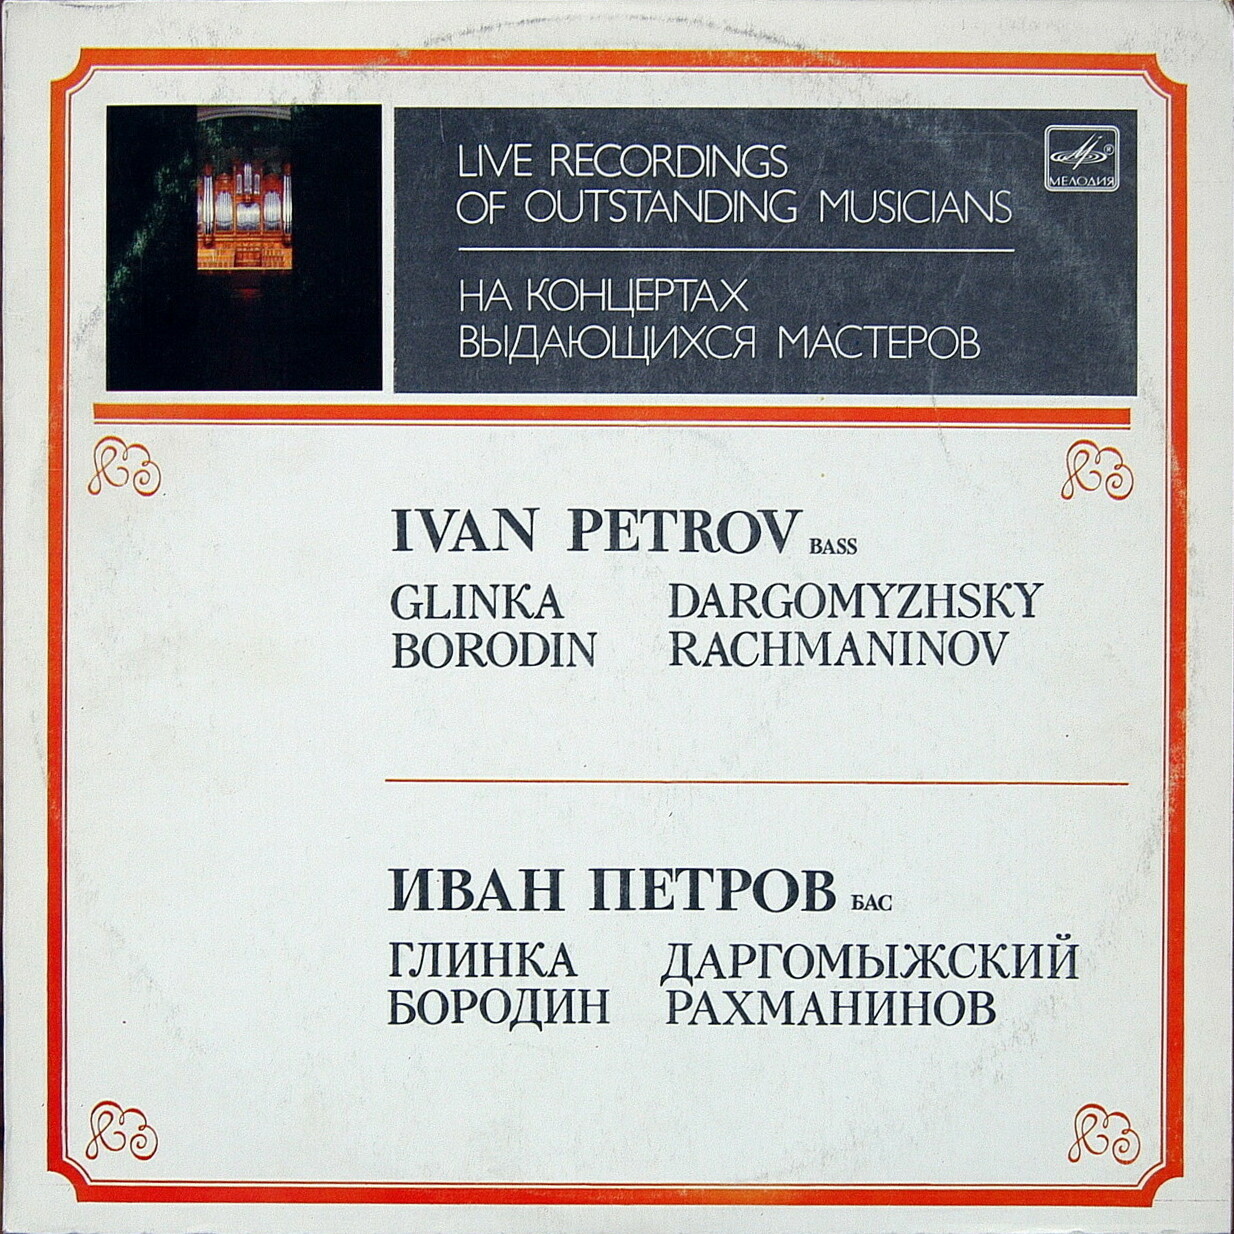 LIVE RECORDINGS
OF OUTSTANDING MUSICIANS
НА КОНЦЕРТАХ
ВЫДАЮЩИХСЯ МАСТЕРОВ
® МЕЛОДИЯ
IVAN PETROV BASS
GLINKA DARGOMYZHSKY
BORODIN RACHMANINOV
ИВАН ПЕТРОВ БАС
ГЛИНКА ДАРГОМЫЖСКИЙ
БОРОДИН РАХМАНИНОВ